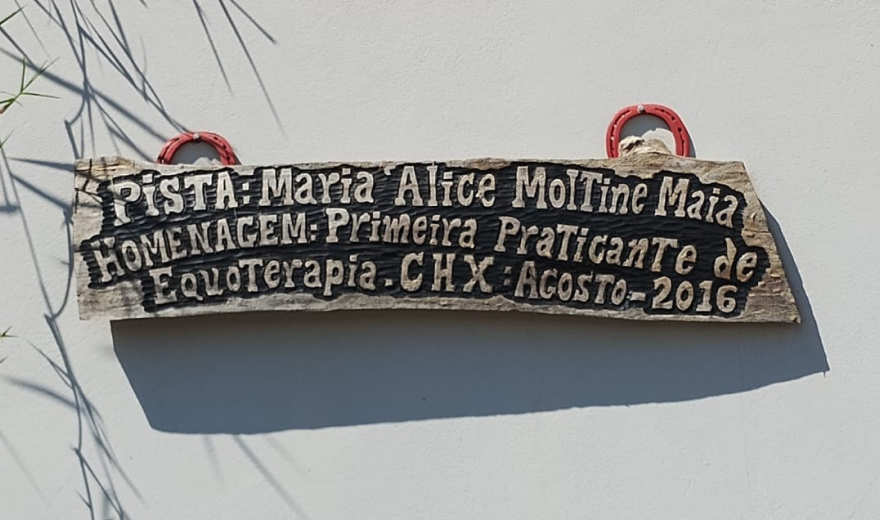 PiSTA: Maria Alice MolTine Maia
HOMENAGEM: Primeira PraTicanTe de
EquoTerapia. CHX: AgosTo-2016